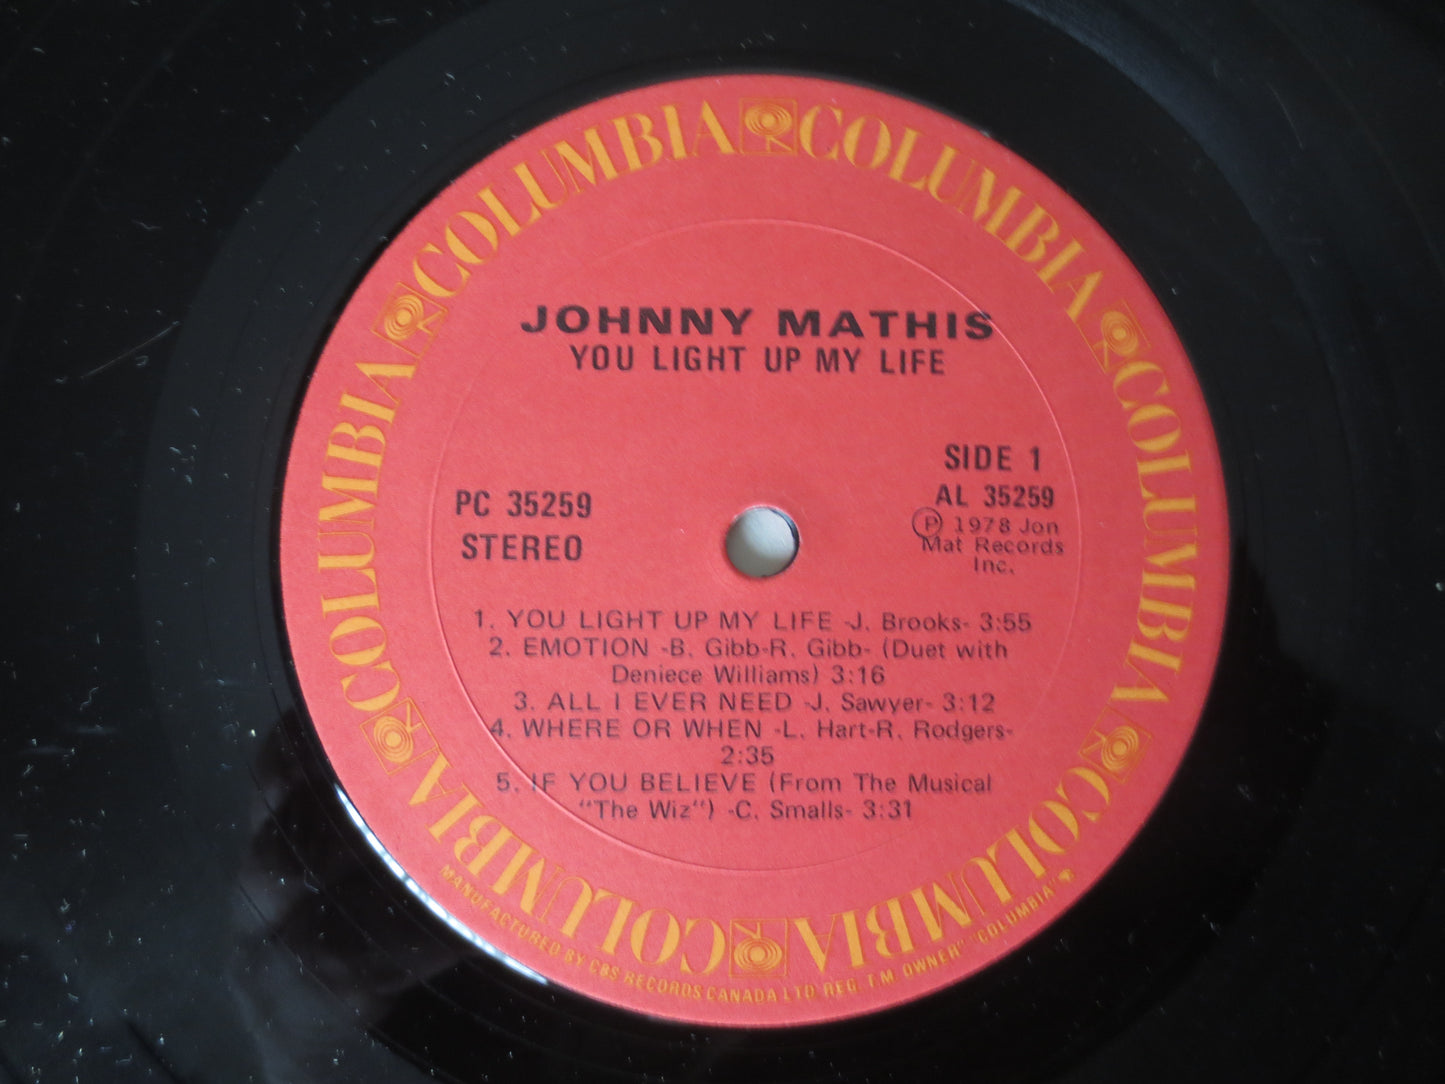 COLUMBIA COLUMBIA COLUMBIA COLUMBIA COLUMBIA COLUMBIA
JOHNNY MATHIS
YOU LIGHT UP MY LIFE
SIDE 1
PC 35259
AL 35259
STEREO
Ⓟ 1978 Jon
Mat Records
Inc.
1. YOU LIGHT UP MY LIFE -J. Brooks- 3:55
2. EMOTION -B. Gibb-R. Gibb- (Duet with
Deniece Williams) 3:16
3. ALL I EVER NEED -J. Sawyer- 3:12
4. WHERE OR WHEN -L. Hart-R. Rodgers-
2:35
5. IF YOU BELIEVE (From The Musical
"The Wiz") -C. Smalls- 3:31
MANUFACTURED BY CBS RECORDS CANADA LTD REG. T.M. OWNER" "COLUMBIA"